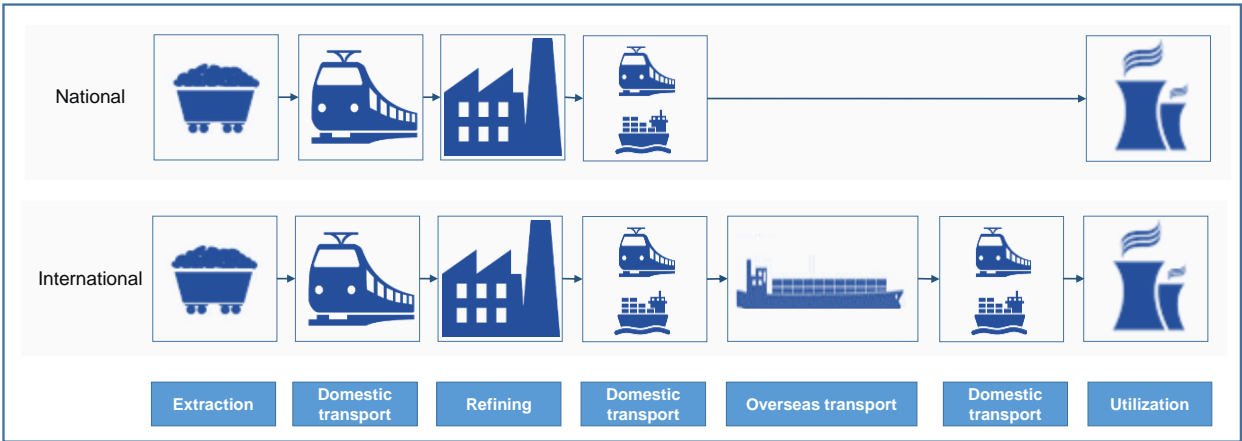 National
International
Extraction
Domestic
transport
Refining
Domestic
transport
Overseas transport
Domestic
transport
Utilization